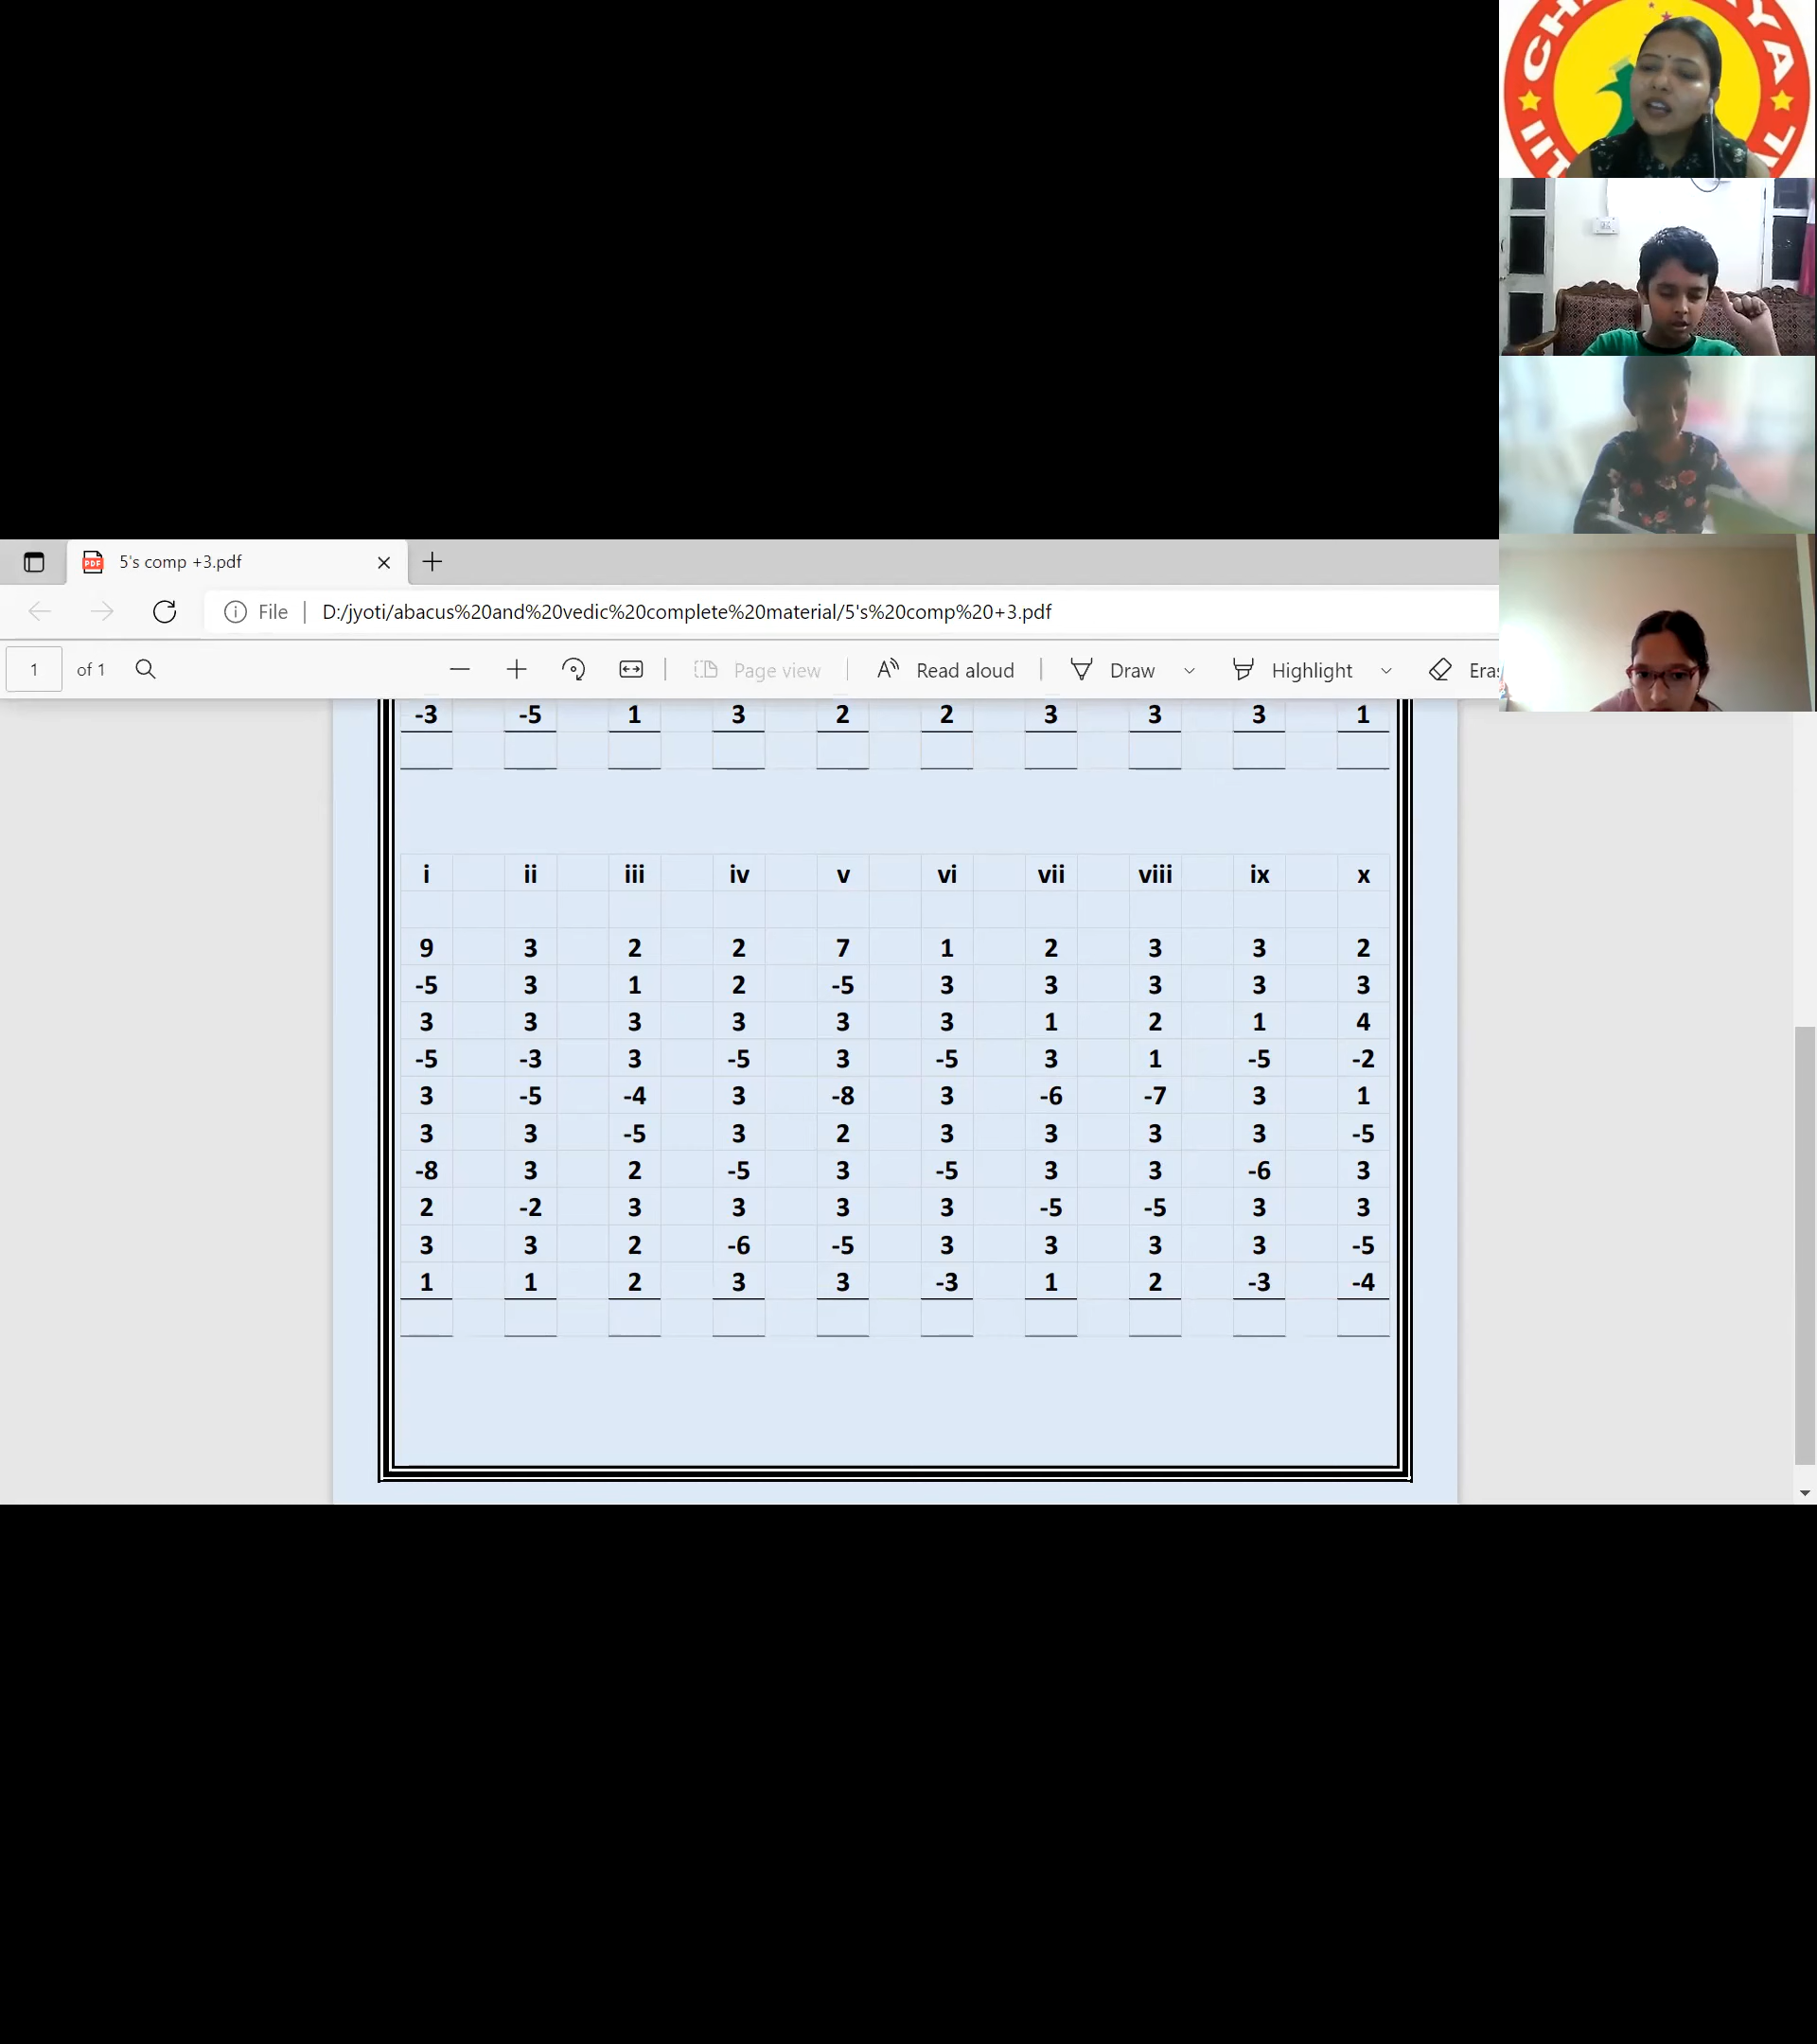 5's comp +3.pdf
File D:/jyoti/abacus%20and%20vedic%20complete%20material/5's%20comp%20+3.pdf
1 of 1 Page view Read aloud Draw Highlight
-3 -5 1 3 2 2 3 3 3 1
i ii iii iv v vi vii viii ix x
9 3 2 2 7 1 2 3 3 2
-5 3 1 2 -5 3 3 3 3 3
3 3 3 3 3 3 1 2 1 4
-5 -3 3 -5 3 -5 3 1 -5 -2
3 -5 -4 3 -8 3 -6 -7 3 1
3 3 -5 3 2 3 3 3 3 -5
-8 3 2 -5 3 -5 3 3 -6 3
2 -2 3 3 3 3 -5 -5 3 3
3 3 2 -6 -5 3 3 3 3 -5
1 1 2 3 3 -3 1 2 -3 -4